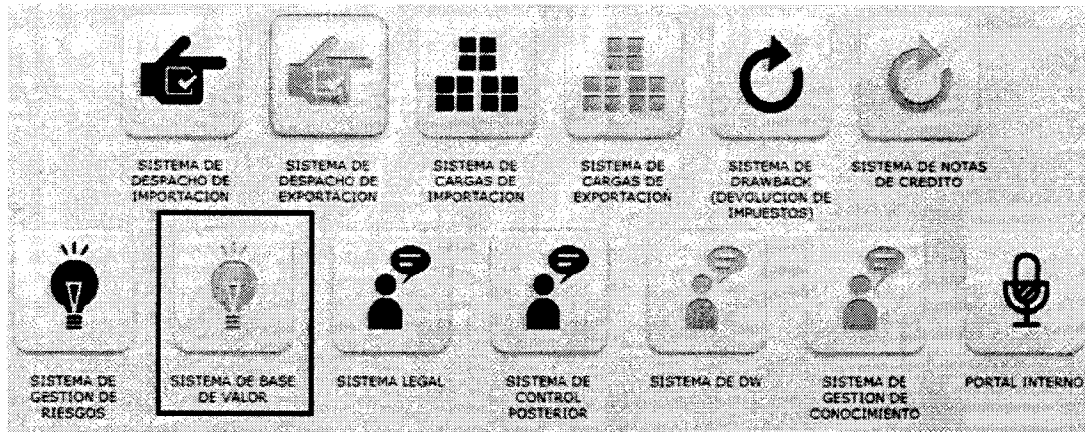 SISTEMA DE
DESPACHO DE
IMPORTACION
SISTEMA DE
DESPACHO DE
EXPORTACION
SISTEMA DE
CARGAS DE
IMPORTACION
SISTEMA DE
CARGAS DE
EXPORTACION
SISTEMA DE
DRAWBACK
(DEVOLUCION DE
IMPUESTOS)
SISTEMA DE NOTAS
DE CREDITO
SISTEMA DE
GESTION DE
RIESGOS
SISTEMA DE BASE
DE VALOR
SISTEMA LEGAL
SISTEMA DE
CONTROL
POSTERIOR
SISTEMA DE DW
SISTEMA DE
GESTION DE
CONOCIMIENTO
PORTAL INTERNO